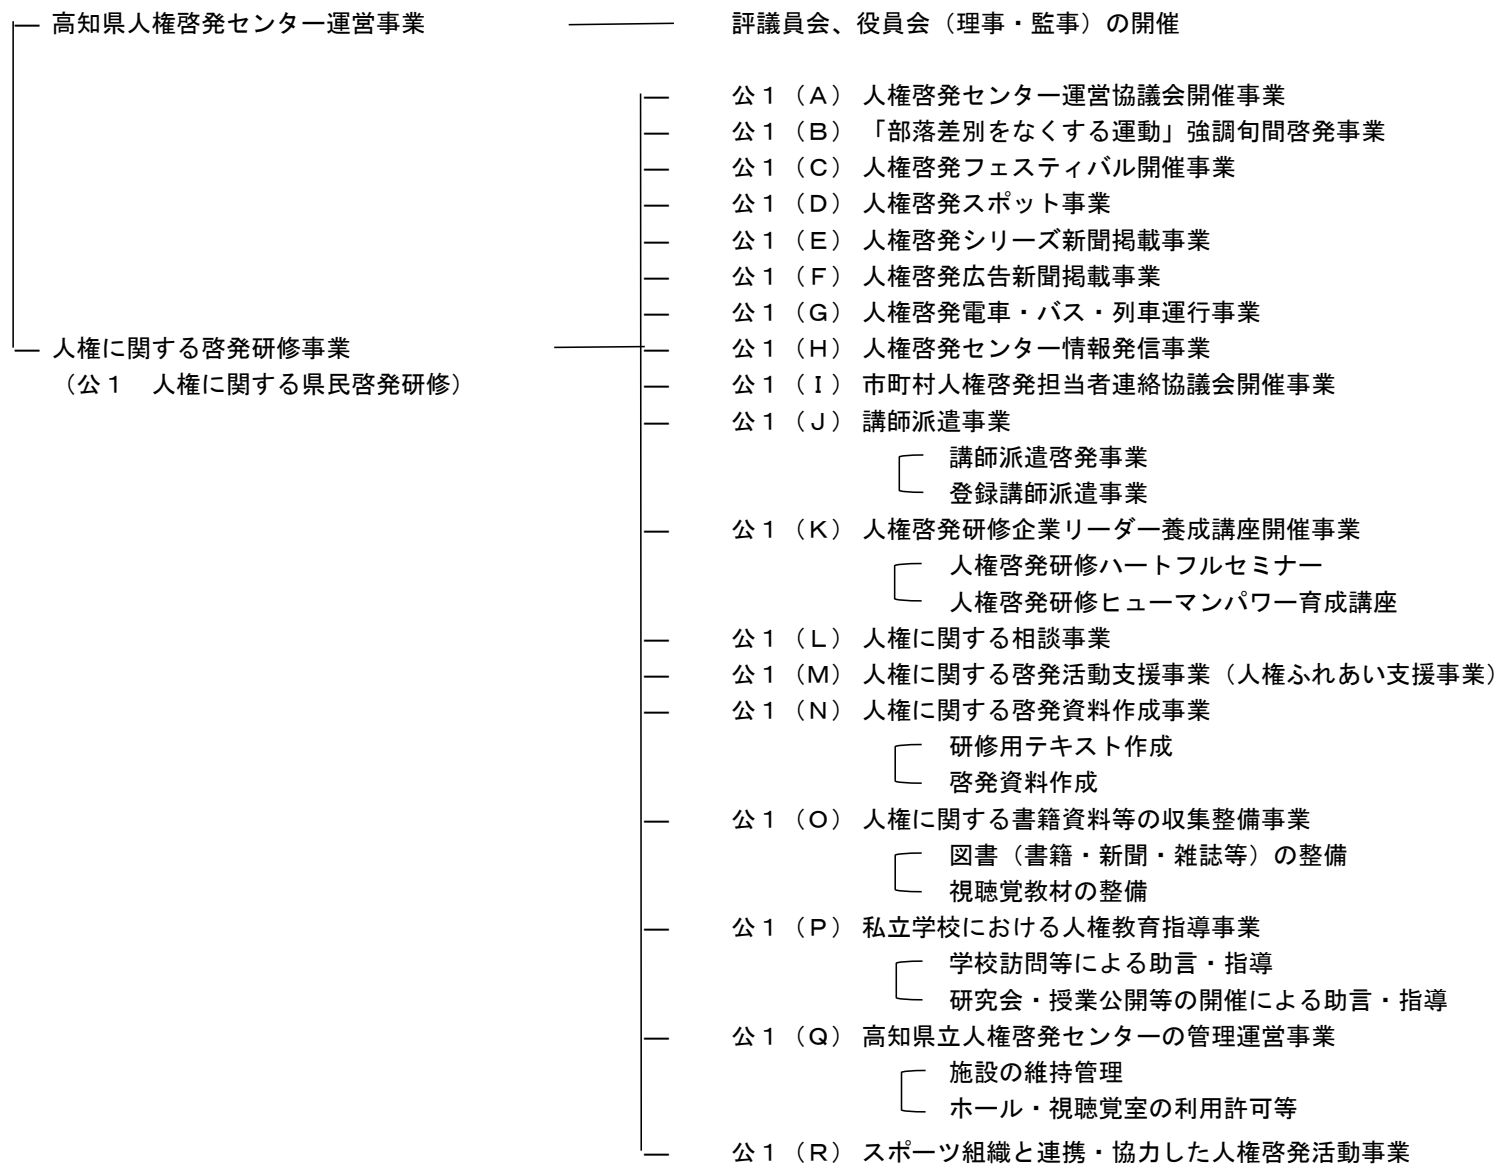 高知県人権啓発センター運営事業 評議員会、役員会（理事・監事）の開催
公１（Ａ） 人権啓発センター運営協議会開催事業
公１（Ｂ） 「部落差別をなくする運動」強調旬間啓発事業
公１（Ｃ） 人権啓発フェスティバル開催事業
公１（Ｄ） 人権啓発スポット事業
公１（Ｅ） 人権啓発シリーズ新聞掲載事業
公１（Ｆ） 人権啓発広告新聞掲載事業
公１（Ｇ） 人権啓発電車・バス・列車運行事業
人権に関する啓発研修事業 公１（Ｈ） 人権啓発センター情報発信事業
（公１　人権に関する県民啓発研修） 公１（Ｉ） 市町村人権啓発担当者連絡協議会開催事業
公１（Ｊ） 講師派遣事業
講師派遣啓発事業
登録講師派遣事業
公１（Ｋ） 人権啓発研修企業リーダー養成講座開催事業
人権啓発研修ハートフルセミナー
人権啓発研修ヒューマンパワー育成講座
公１（Ｌ） 人権に関する相談事業
公１（Ｍ） 人権に関する啓発活動支援事業（人権ふれあい支援事業）
公１（Ｎ） 人権に関する啓発資料作成事業
研修用テキスト作成
啓発資料作成
公１（Ｏ） 人権に関する書籍資料等の収集整備事業
図書（書籍・新聞・雑誌等）の整備
視聴覚教材の整備
公１（Ｐ） 私立学校における人権教育指導事業
学校訪問等による助言・指導
研究会・授業公開等の開催による助言・指導
公１（Ｑ） 高知県立人権啓発センターの管理運営事業
施設の維持管理
ホール・視聴覚室の利用許可等
公１（Ｒ） スポーツ組織と連携・協力した人権啓発活動事業